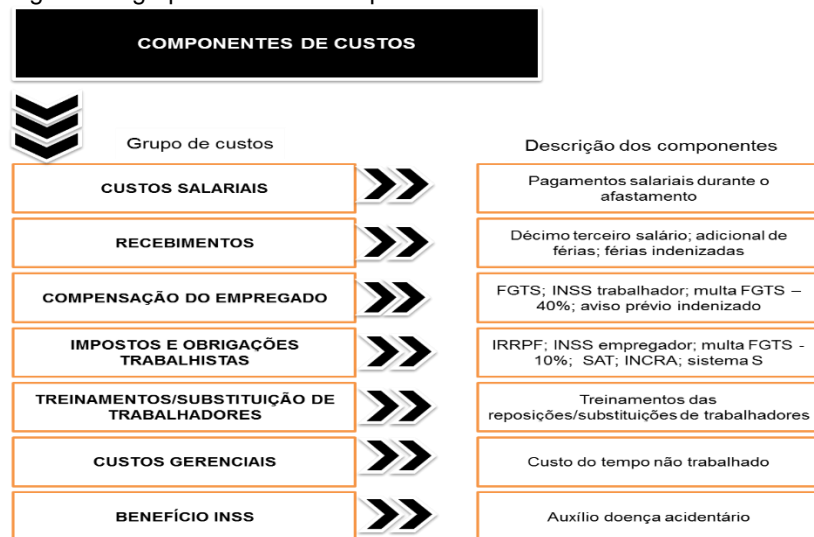 COMPONENTES DE CUSTOS
Grupo de custos
Descrição dos componentes
CUSTOS SALARIAIS
Pagamentos salariais durante o
afastamento
RECEBIMENTOS
Décimo terceiro salário; adicional de
férias; férias indenizadas
COMPENSAÇÃO DO EMPREGADO
FGTS; INSS trabalhador; multa FGTS –
40%; aviso prévio indenizado
IMPOSTOS E OBRIGAÇÕES
TRABALHISTAS
IRRPF; INSS empregador; multa FGTS -
10%; SAT; INCRA; sistema S
TREINAMENTOS/SUBSTITUIÇÃO DE
TRABALHADORES
Treinamentos das
reposições/substituições de trabalhadores
CUSTOS GERENCIAIS
Custo do tempo não trabalhado
BENEFÍCIO INSS
Auxílio doença acidentário